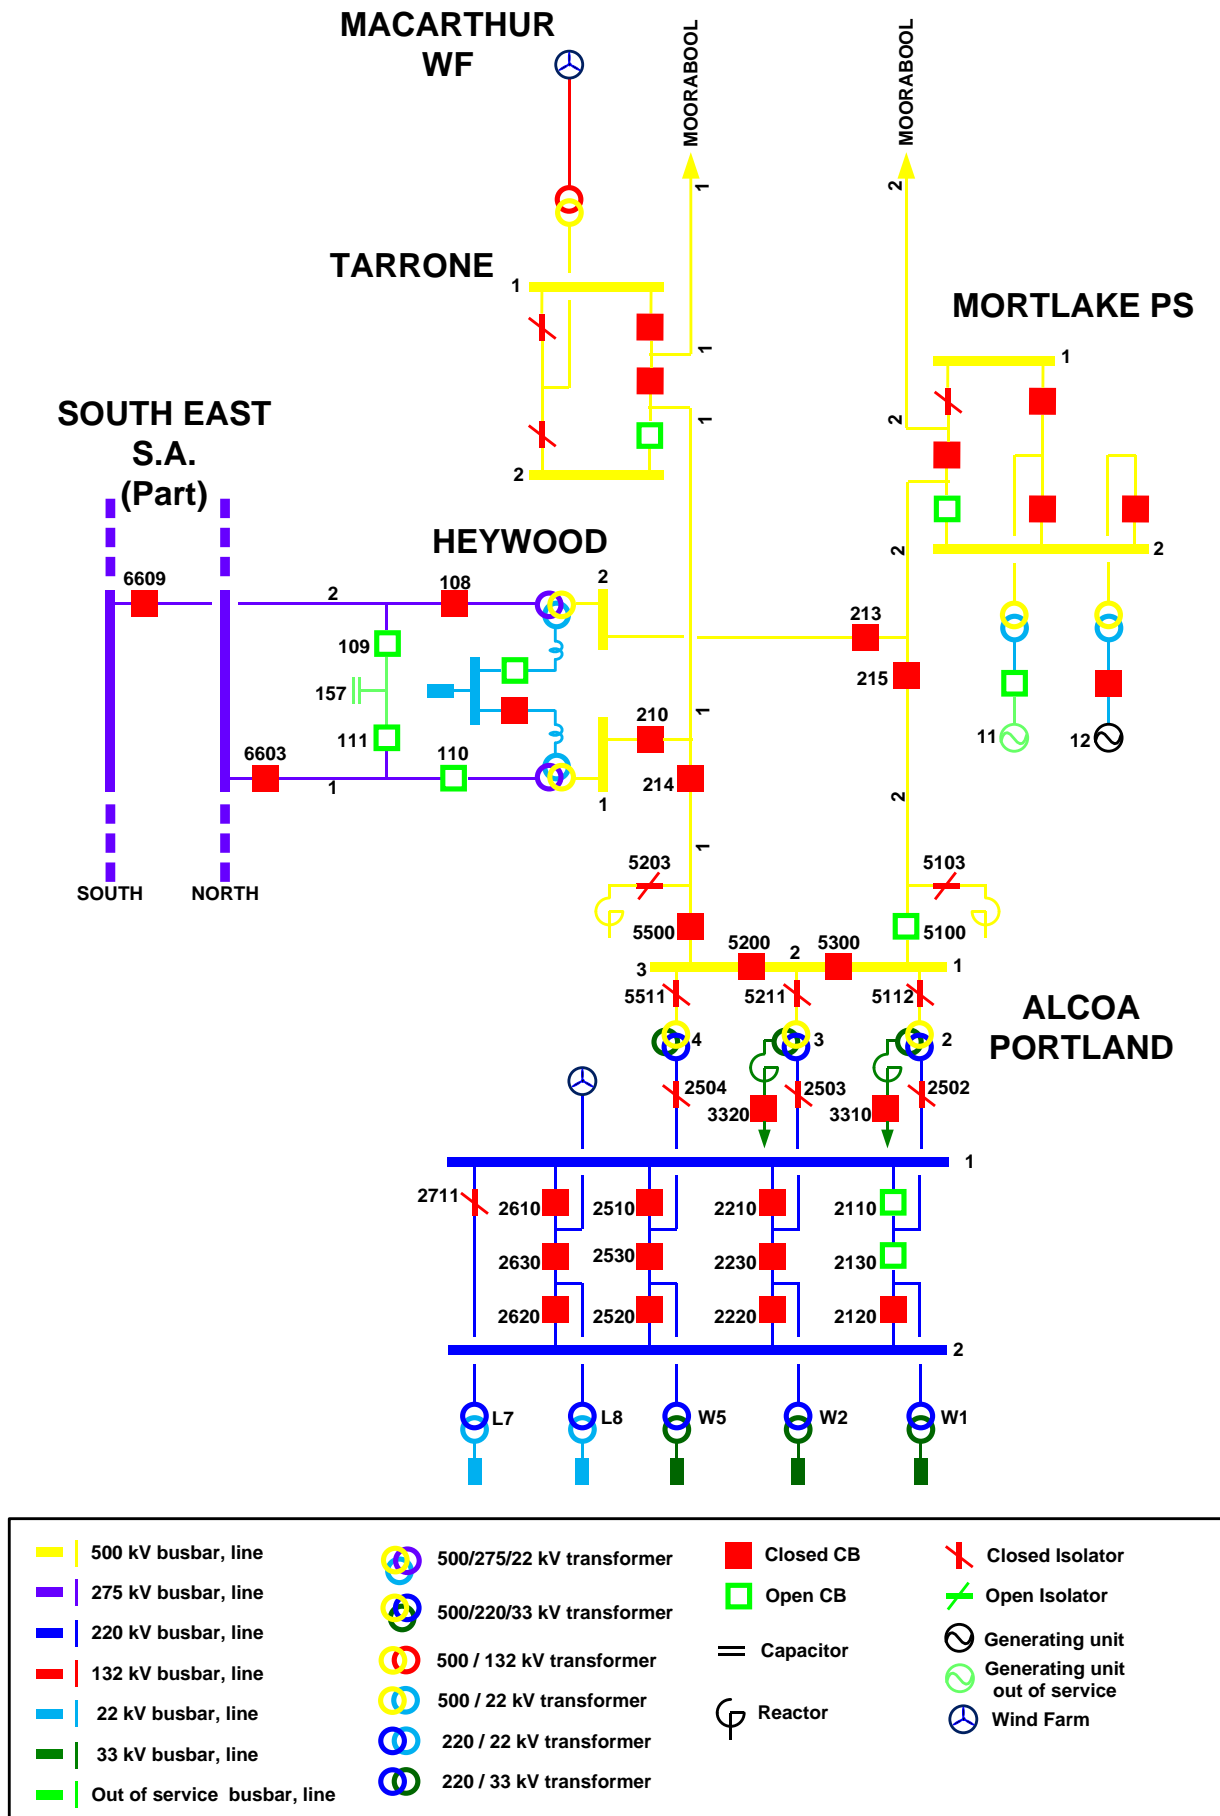 MACARTHUR
WF
MOORABOOL
MOORABOOL
1
2
TARRONE
1
MORTLAKE PS
1
1
SOUTH EAST
S.A.
(Part)
1
2
2
HEYWOOD
2
2
2
6609
2
108
2
213
109
215
157
1
210
11
12
111
110
6603
214
1
1
2
1
5203
5103
SOUTH
NORTH
5500
5200
2
5300
5100
3
1
5511
5211
5112
ALCOA
PORTLAND
4
3
2
2504
2503
2502
3320
3310
1
2711
2610
2510
2210
2110
2630
2530
2230
2130
2620
2520
2220
2120
2
L7
L8
W5
W2
W1
500 kV busbar, line
275 kV busbar, line
220 kV busbar, line
132 kV busbar, line
22 kV busbar, line
33 kV busbar, line
Out of service busbar, line
500/275/22 kV transformer
500/220/33 kV transformer
500 / 132 kV transformer
500 / 22 kV transformer
220 / 22 kV transformer
220 / 33 kV transformer
Closed CB
Open CB
Capacitor
Reactor
Closed Isolator
Open Isolator
Generating unit
Generating unit
out of service
Wind Farm